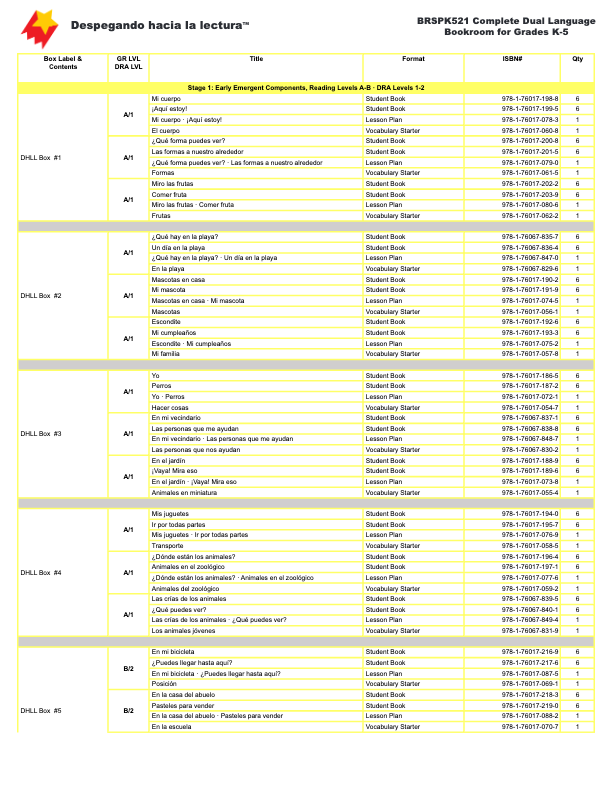 Despegando hacia la lectura™
BRSPK521 Complete Dual Language
Bookroom for Grades K-5
Box Label & Contents GR LVL DRA LVL Title Format ISBN# Qty
Stage 1: Early Emergent Components, Reading Levels A-B · DRA Levels 1-2
DHLL Box #1
A/1
Mi cuerpo Student Book 978-1-76017-198-8 6
¡Aquí estoy! Student Book 978-1-76017-199-5 6
Mi cuerpo · ¡Aquí estoy! Lesson Plan 978-1-76017-078-3 1
El cuerpo Vocabulary Starter 978-1-76017-060-8 1
A/1
¿Qué forma puedes ver? Student Book 978-1-76017-200-8 6
Las formas a nuestro alrededor Student Book 978-1-76017-201-5 6
¿Qué forma puedes ver? · Las formas a nuestro alrededor Lesson Plan 978-1-76017-079-0 1
Formas Vocabulary Starter 978-1-76017-061-5 1
A/1
Miro las frutas Student Book 978-1-76017-202-2 6
Comer fruta Student Book 978-1-76017-203-9 6
Miro las frutas · Comer fruta Lesson Plan 978-1-76017-080-6 1
Frutas Vocabulary Starter 978-1-76017-062-2 1
DHLL Box #2
A/1
¿Qué hay en la playa? Student Book 978-1-76067-835-7 6
Un día en la playa Student Book 978-1-76067-836-4 6
¿Qué hay en la playa? · Un día en la playa Lesson Plan 978-1-76067-847-0 1
En la playa Vocabulary Starter 978-1-76067-829-6 1
A/1
Mascotas en casa Student Book 978-1-76017-190-2 6
Mi mascota Student Book 978-1-76017-191-9 6
Mascotas en casa · Mi mascota Lesson Plan 978-1-76017-074-5 1
Mascotas Vocabulary Starter 978-1-76017-056-1 1
A/1
Escondite Student Book 978-1-76017-192-6 6
Mi cumpleaños Student Book 978-1-76017-193-3 6
Escondite · Mi cumpleaños Lesson Plan 978-1-76017-075-2 1
Mi familia Vocabulary Starter 978-1-76017-057-8 1
DHLL Box #3
A/1
Yo Student Book 978-1-76017-186-5 6
Perros Student Book 978-1-76017-187-2 6
Yo · Perros Lesson Plan 978-1-76017-072-1 1
Hacer cosas Vocabulary Starter 978-1-76017-054-7 1
A/1
En mi vecindario Student Book 978-1-76067-837-1 6
Las personas que me ayudan Student Book 978-1-76067-838-8 6
En mi vecindario · Las personas que me ayudan Lesson Plan 978-1-76067-848-7 1
Las personas que nos ayudan Vocabulary Starter 978-1-76067-830-2 1
A/1
En el jardín Student Book 978-1-76017-188-9 6
¡Vaya! Mira eso Student Book 978-1-76017-189-6 6
En el jardín · ¡Vaya! Mira eso Lesson Plan 978-1-76017-073-8 1
Animales en miniatura Vocabulary Starter 978-1-76017-055-4 1
DHLL Box #4
A/1
Mis juguetes Student Book 978-1-76017-194-0 6
Ir por todas partes Student Book 978-1-76017-195-7 6
Mis juguetes · Ir por todas partes Lesson Plan 978-1-76017-076-9 1
Transporte Vocabulary Starter 978-1-76017-058-5 1
A/1
¿Dónde están los animales? Student Book 978-1-76017-196-4 6
Animales en el zoológico Student Book 978-1-76017-197-1 6
¿Dónde están los animales? · Animales en el zoológico Lesson Plan 978-1-76017-077-6 1
Animales del zoológico Vocabulary Starter 978-1-76017-059-2 1
A/1
Las crías de los animales Student Book 978-1-76067-839-5 6
¿Qué puedes ver? Student Book 978-1-76067-840-1 6
Las crías de los animales · ¿Qué puedes ver? Lesson Plan 978-1-76067-849-4 1
Los animales jóvenes Vocabulary Starter 978-1-76067-831-9 1
DHLL Box #5
B/2
En mi bicicleta Student Book 978-1-76017-216-9 6
¿Puedes llegar hasta aquí? Student Book 978-1-76017-217-6 6
En mi bicicleta · ¿Puedes llegar hasta aquí? Lesson Plan 978-1-76017-087-5 1
Posición Vocabulary Starter 978-1-76017-069-1 1
B/2
En la casa del abuelo Student Book 978-1-76017-218-3 6
Pasteles para vender Student Book 978-1-76017-219-0 6
En la casa del abuelo · Pasteles para vender Lesson Plan 978-1-76017-088-2 1
En la escuela Vocabulary Starter 978-1-76017-070-7 1